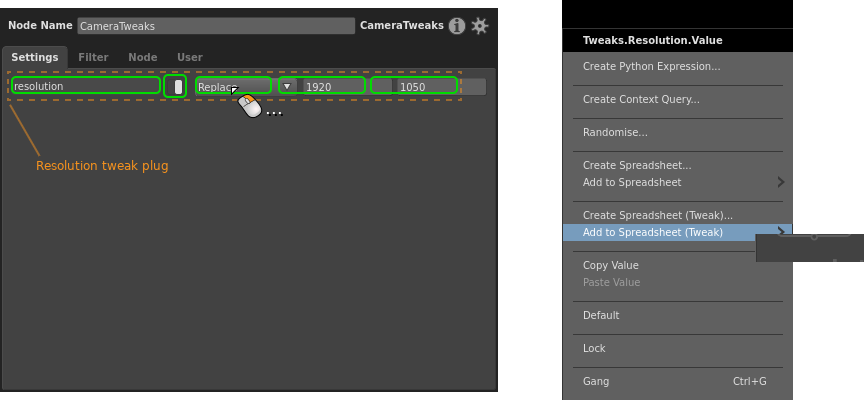 Node Name CameraTweaks CameraTweaks
Settings Filter Node User
resolution Replace 1920 1050
...
Resolution tweak plug
Tweaks.Resolution.Value
Create Python Expression...
Create Context Query...
Randomise...
Create Spreadsheet...
Add to Spreadsheet
Create Spreadsheet (Tweak)...
Add to Spreadsheet (Tweak)
Copy Value
Paste Value
Default
Lock
Gang Ctrl+G